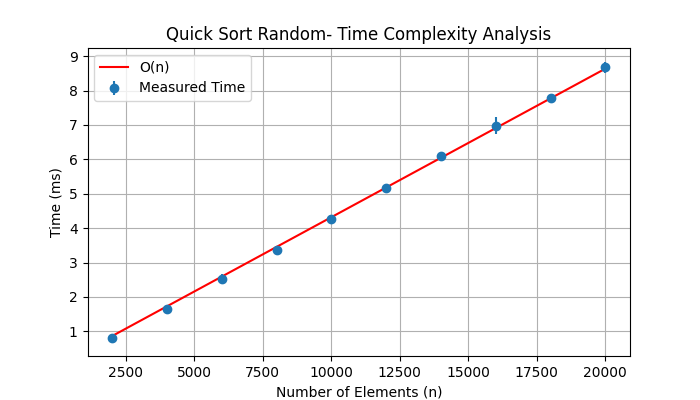 Quick Sort Random- Time Complexity Analysis
O(n)
Measured Time
9
8
7
6
5
4
3
2
1
Time (ms)
2500 5000 7500 10000 12500 15000 17500 20000
Number of Elements (n)